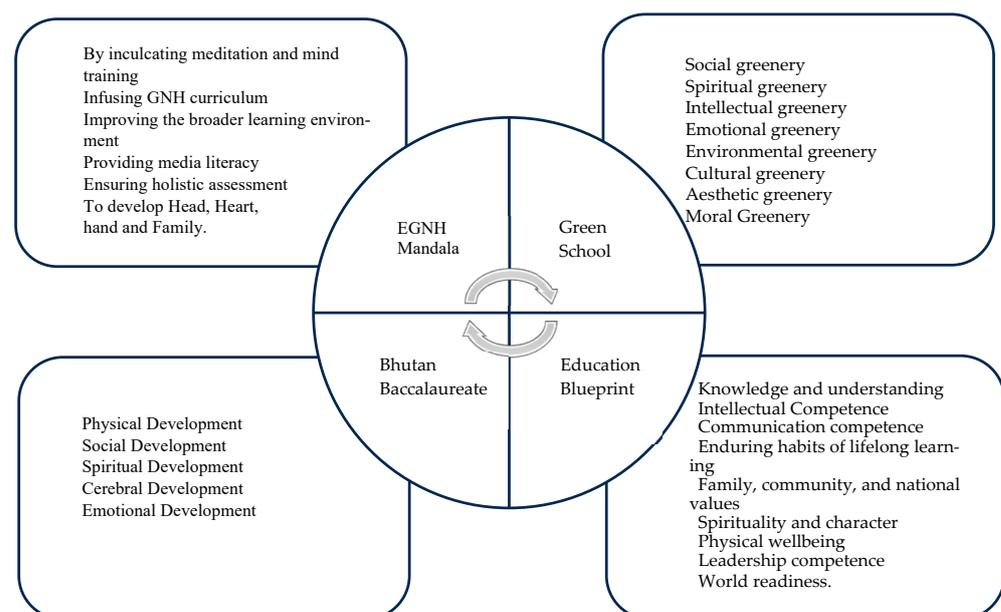 By inculcating meditation and mind
training
Infusing GNH curriculum
Improving the broader learning environ-
ment
Providing media literacy
Ensuring holistic assessment
To develop Head, Heart,
hand and Family.
Social greenery
Spiritual greenery
Intellectual greenery
Emotional greenery
Environmental greenery
Cultural greenery
Aesthetic greenery
Moral Greenery
EGNH
Mandala
Green
School
Bhutan
Baccalaureate
Education
Blueprint
Physical Development
Social Development
Spiritual Development
Cerebral Development
Emotional Development
Knowledge and understanding
Intellectual Competence
Communication competence
Enduring habits of lifelong learn-
ing
Family, community, and national
values
Spirituality and character
Physical wellbeing
Leadership competence
World readiness.